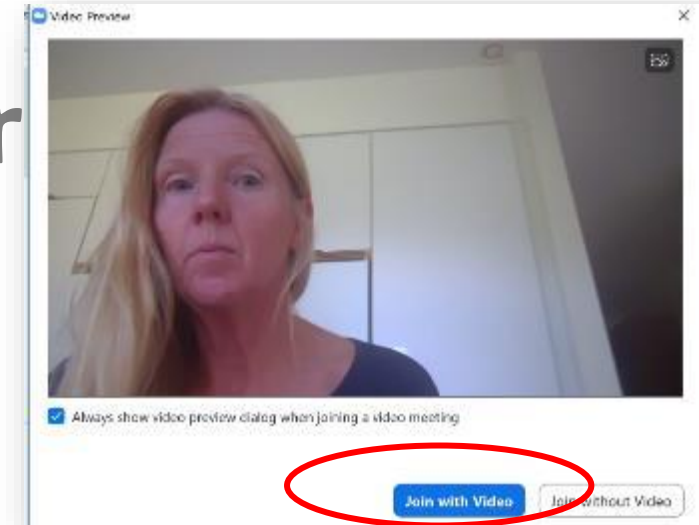 Video Preview
r
Always show video preview dialog when joining a video meeting
Join with Video
Join without Video